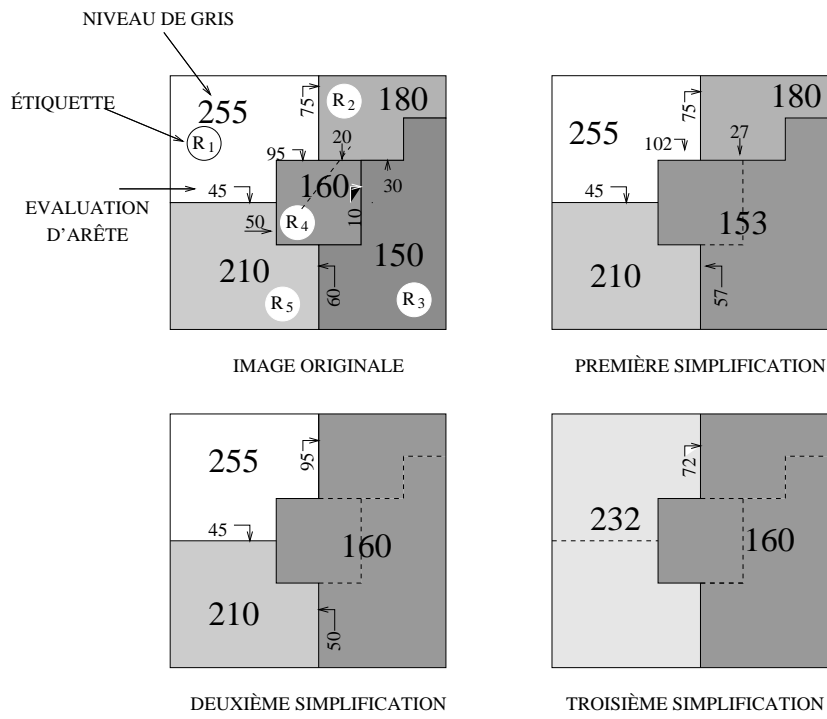 NIVEAU DE GRIS
ÉTIQUETTE
EVALUATION
D'ARÊTE
255
R1
75
R2
180
20
95
160
30
45
50
R4
10
210
150
R5
60
R3
IMAGE ORIGINALE
255
75
180
102
27
45
153
210
57
PREMIÈRE SIMPLIFICATION
255
95
45
160
210
50
DEUXIÈME SIMPLIFICATION
72
232
160
TROISIÈME SIMPLIFICATION